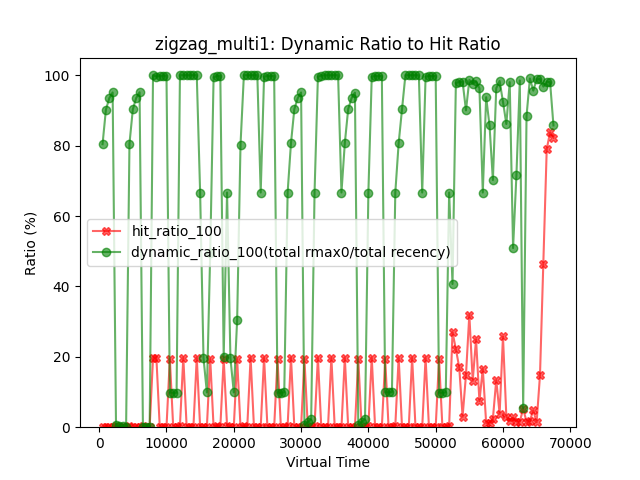 zigzag_multi1: Dynamic Ratio to Hit Ratio
100
80
60
40
20
0
Ratio (%)
hit_ratio_100
dynamic_ratio_100(total rmax0/total recency)
0 10000 20000 30000 40000 50000 60000 70000
Virtual Time